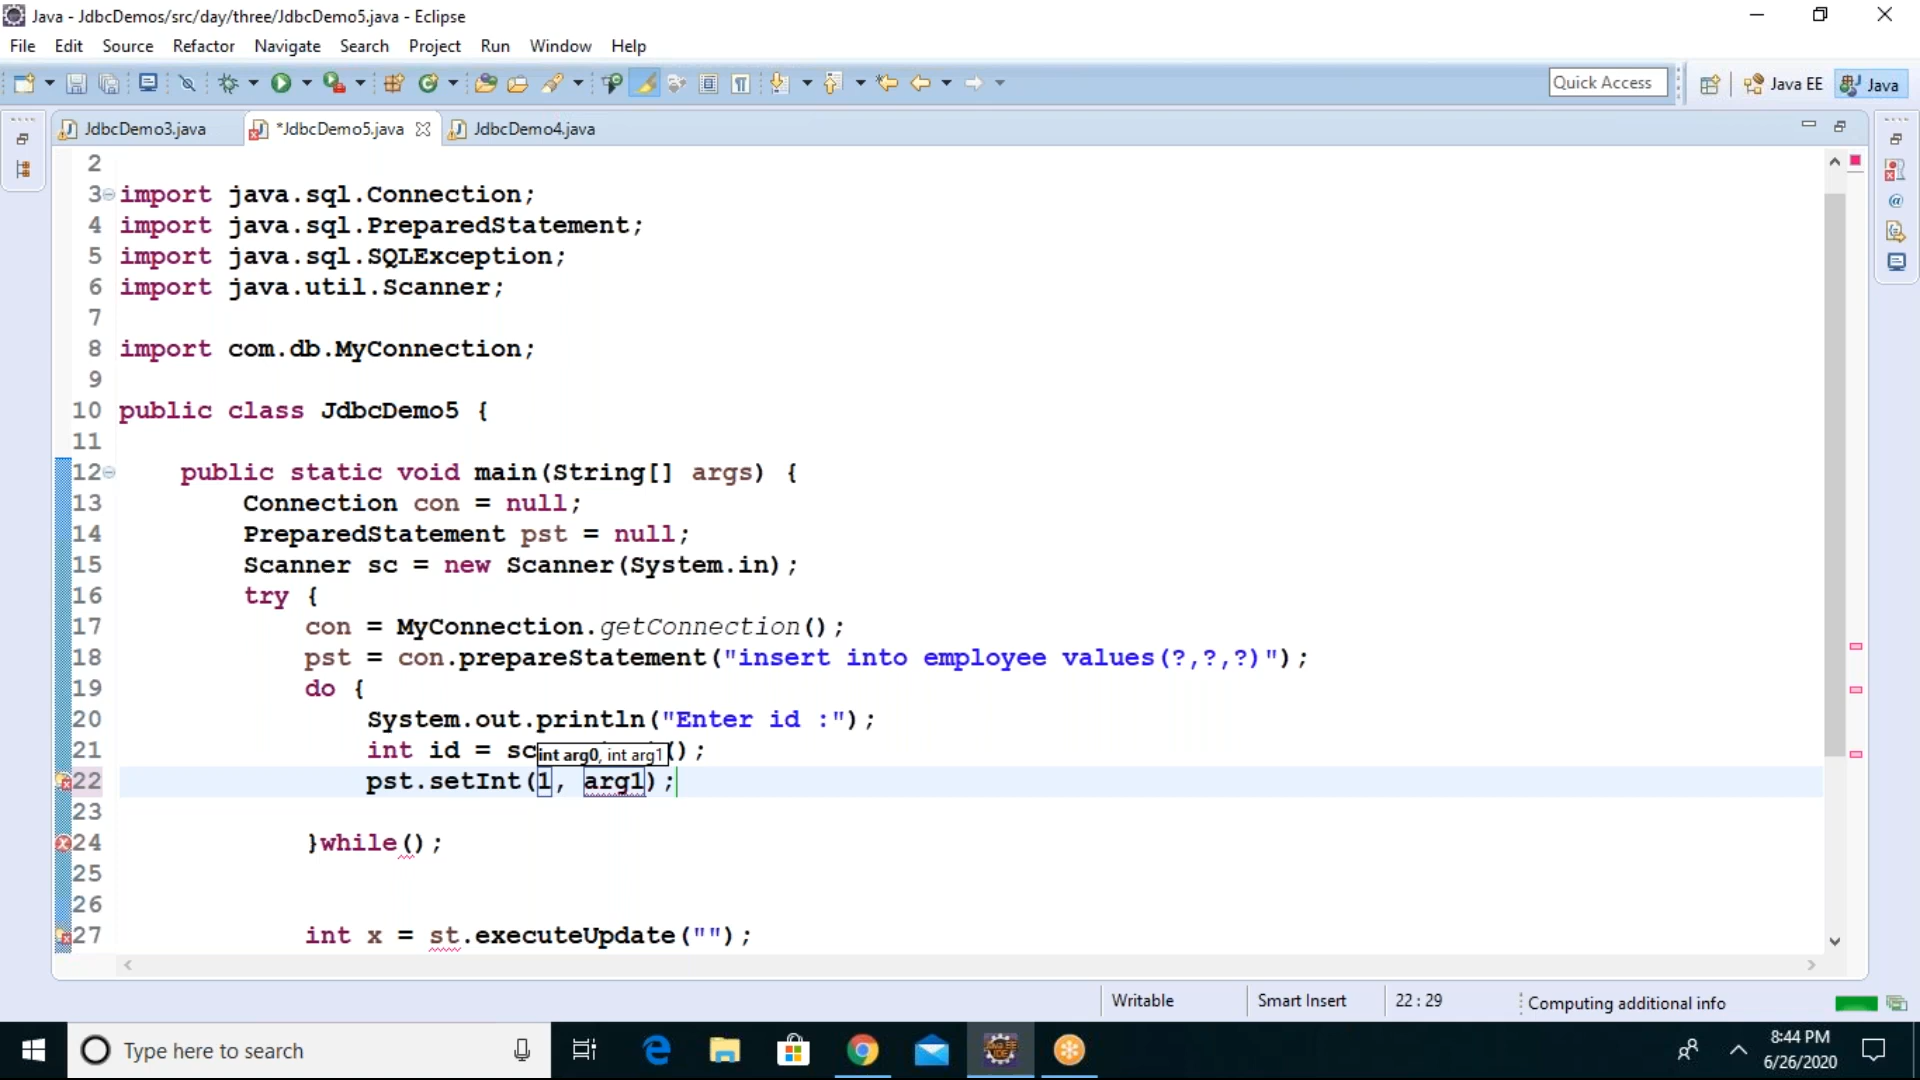 Java - JdbcDemos/src/day/three/JdbcDemo5.java - Eclipse
File Edit Source Refactor Navigate Search Project Run Window Help
Quick Access Java EE Java
JdbcDemo3.java *JdbcDemo5.java JdbcDemo4.java
2
3 import java.sql.Connection;
4 import java.sql.PreparedStatement;
5 import java.sql.SQLException;
6 import java.util.Scanner;
7
8 import com.db.MyConnection;
9
10 public class JdbcDemo5 {
11
12 public static void main(String[] args) {
13 Connection con = null;
14 PreparedStatement pst = null;
15 Scanner sc = new Scanner(System.in);
16 try {
17 con = MyConnection.getConnection();
18 pst = con.prepareStatement("insert into employee values(?,?,?)");
19 do {
20 System.out.println("Enter id :");
21 int id = sc ();
int arg0, int arg1
22 pst.setInt(1, arg1);
23
24 }while();
25
26
27 int x = st.executeUpdate("");
Writable Smart Insert 22 : 29 Computing additional info
Type here to search
8:44 PM
6/26/2020